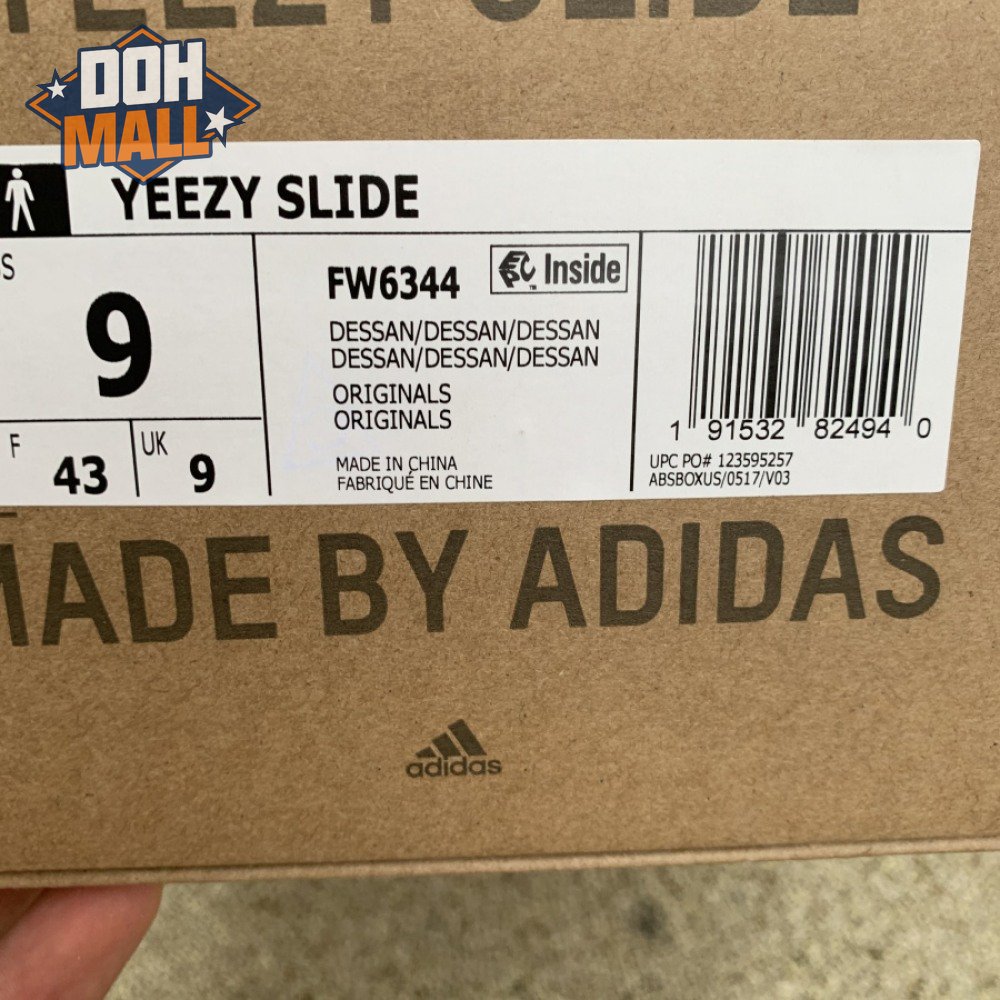 YEEZY SLIDE
DOH
MALL
YEEZY SLIDE
9
F
43
UK
9
FW6344
Inside
DESSAN/DESSAN/DESSAN
DESSAN/DESSAN/DESSAN
ORIGINALS
ORIGINALS
MADE IN CHINA
FABRIQUÉ EN CHINE
1 91532 82494 0
UPC PO# 123595257
ABSBOXUS/0517/V03
MADE BY ADIDAS
adidas